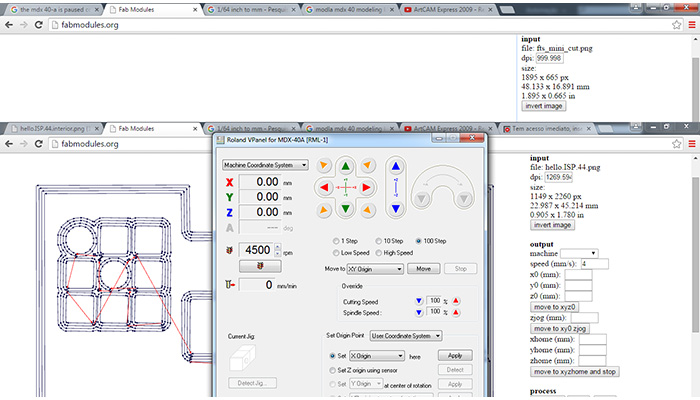 the mdx 40-a is paused c
Fab Modules
1/64 inch to mm - Pesqui
modla mdx 40 modeling
ArtCAM Express 2009 - Ro
fabmodules.org
input
file: fts_mini_cut.png
dpi: 999.998
size:
1895 x 665 px
48.133 x 16.891 mm
1.895 x 0.665 in
invert image
hello.ISP.44.interior.png (1
Fab Modules
1/64 inch to mm - Pesqui
modla mdx 40 modeling
ArtCAM Express 2009 - Ro
Tem acesso imediato, im
fabmodules.org
Roland VPanel for MDX-40A [RML-1]
Machine Coordinate System
X 0.00 mm
Y 0.00 mm
Z 0.00 mm
A --- deg
4500 rpm
0 mm/min
1 Step 10 Step 100 Step
Low Speed High Speed
Move to XY Origin Move Stop
Override
Cutting Speed 100 %
Spindle Speed : 100 %
Set Origin Point User Coordinate System
Current Jig:
Detect Jig...
Set X Origin here Apply
Set Z origin using sensor Detect
Set Y Origin at center of rotation Apply
input
file: hello.ISP.44.png
dpi: 1269.594
size:
1149 x 2260 px
22.987 x 45.214 mm
0.905 x 1.780 in
invert image
output
machine
speed (mm/s): 4
x0 (mm):
y0 (mm):
z0 (mm):
move to xyz0
zjog (mm):
move to xy0 zjog
xhome (mm):
yhome (mm):
zhome (mm):
move to xyzhome and stop
process